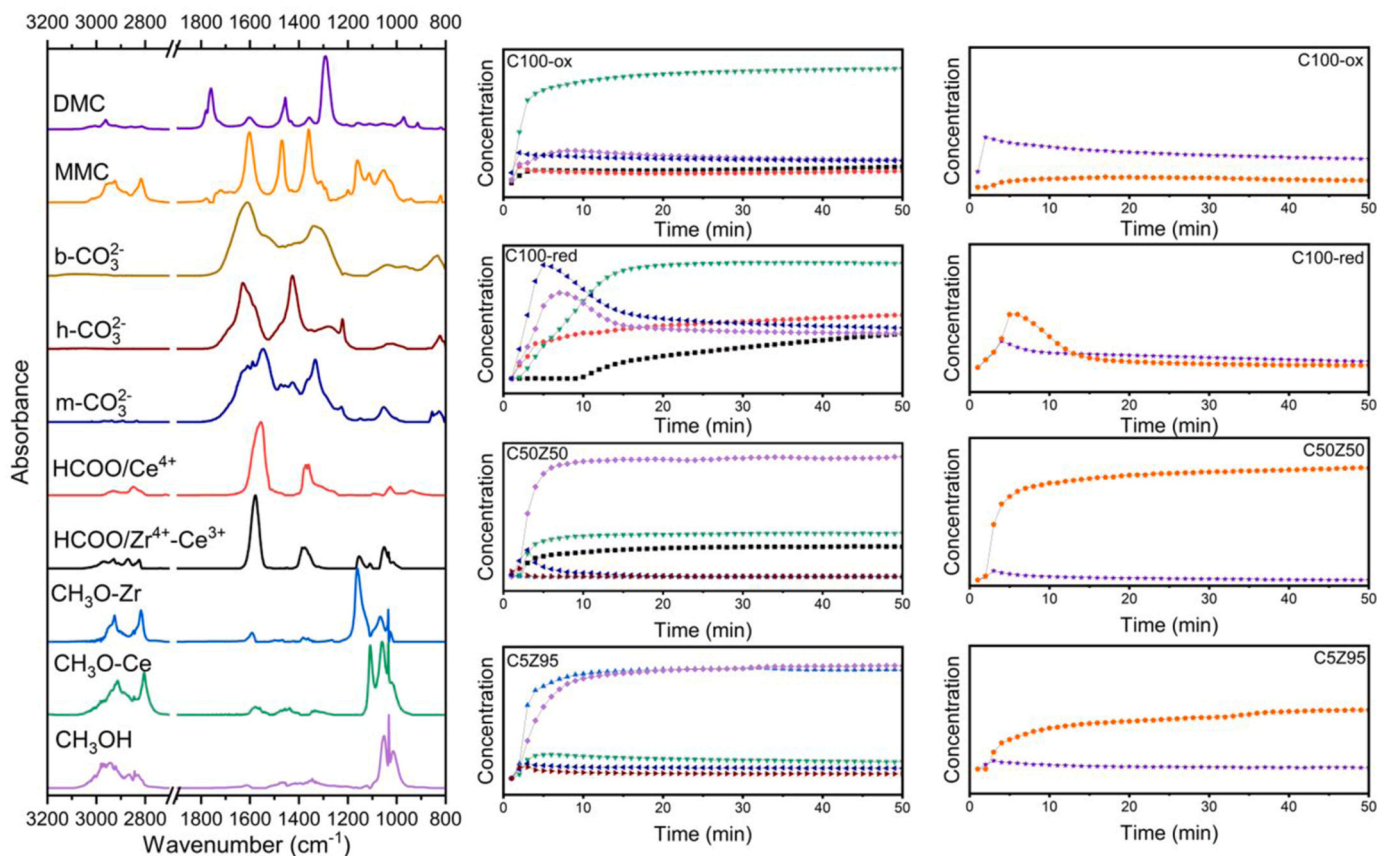 3200 3000 2800 1800 1600 1400 1200 1000 800
DMC
MMC
b-CO₃²⁻
h-CO₃²⁻
m-CO₃²⁻
HCOO/Ce⁴⁺
HCOO/Zr⁴⁺-Ce³⁺
CH₃O-Zr
CH₃O-Ce
CH₃OH
Absorbance
3200 3000 2800 1800 1600 1400 1200 1000 800
Wavenumber (cm⁻¹)
C100-ox
Concentration
0 10 20 30 40 50
Time (min)
C100-red
Concentration
0 10 20 30 40 50
Time (min)
C50Z50
Concentration
0 10 20 30 40 50
Time (min)
C5Z95
Concentration
0 10 20 30 40 50
Time (min)
C100-ox
Concentration
0 10 20 30 40 50
Time (min)
C100-red
Concentration
0 10 20 30 40 50
Time (min)
C50Z50
Concentration
0 10 20 30 40 50
Time (min)
C5Z95
Concentration
0 10 20 30 40 50
Time (min)